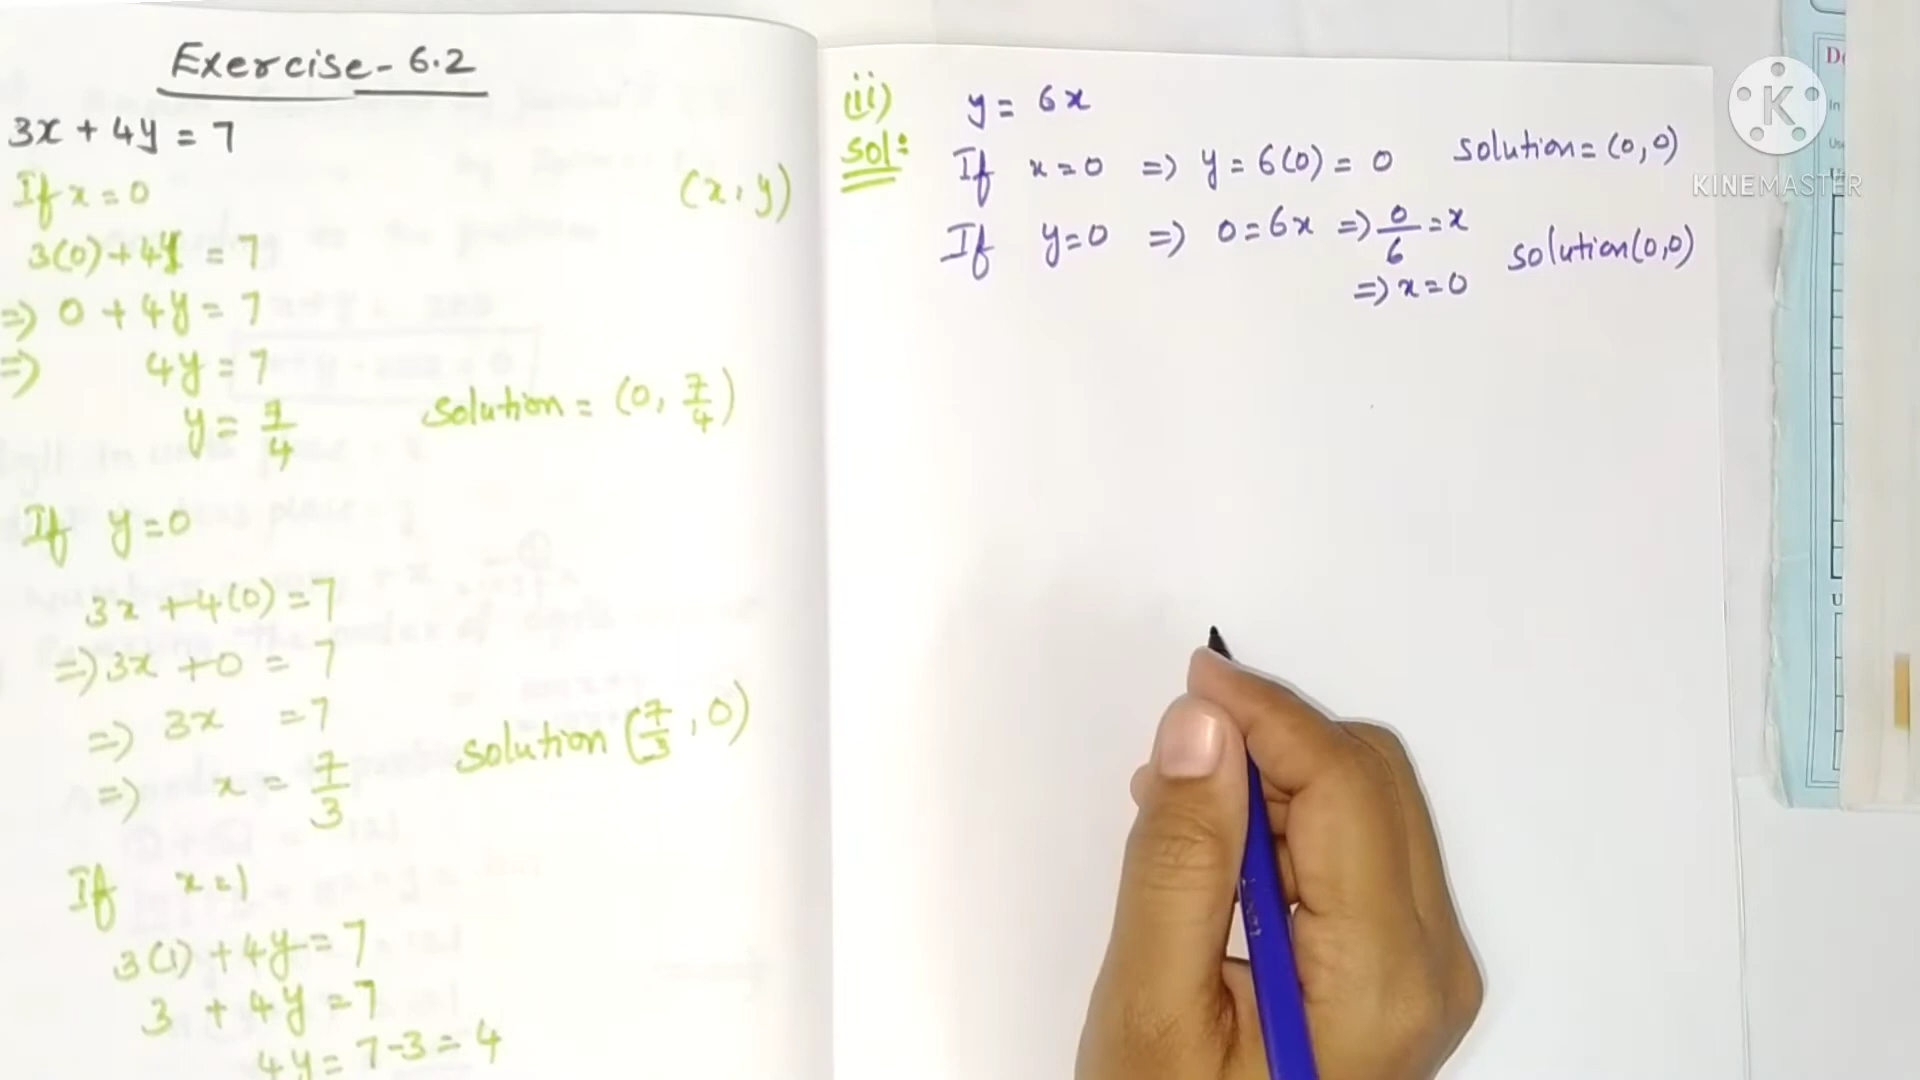 Exercise-6.2
3x + 4y = 7
If x = 0
(x, y)
3(0)+4y = 7
=> 0 + 4y = 7
=> 4y = 7
y = 7/4
solution = (0, 7/4)
If y=0
3x + 4(0) = 7
=> 3x + 0 = 7
=> 3x = 7
=> x = 7/3
solution (7/3, 0)
If x=1
3(1) + 4y = 7
3 + 4y = 7
4y = 7-3 = 4
(ii) y = 6x
sol:
If x=0 => y = 6(0) = 0 solution = (0,0)
If y=0 => 0=6x => 0/6 = x solution(0,0)
=> x=0
KINEMASTER